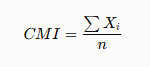 CMI = ∑ Xᵢ / n